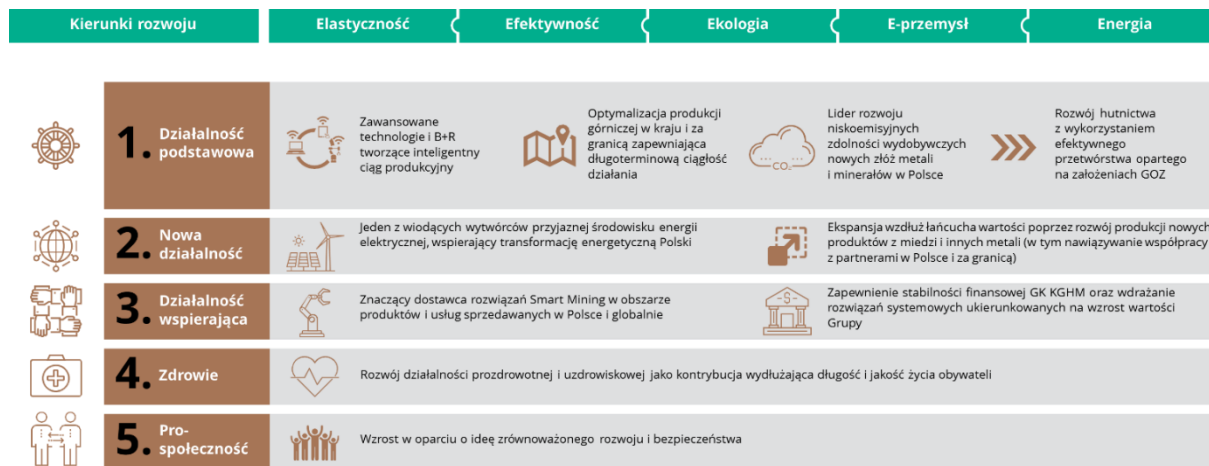 Kierunki rozwoju
Elastyczność
Efektywność
Ekologia
E-przemysł
Energia
1. Działalność
podstawowa
Zawansowane
technologie i B+R
tworzące inteligentny
ciąg produkcyjny
Optymalizacja produkcji
górniczej w kraju i za
granicą zapewniająca
długoterminową ciągłość
działania
CO₂
Lider rozwoju
niskoemisyjnych
zdolności wydobywczych
nowych złóż metali
i minerałów w Polsce
Rozwój hutnictwa
z wykorzystaniem
efektywnego
przetwórstwa opartego
na założeniach GOZ
2. Nowa
działalność
Jeden z wiodących wytwórców przyjaznej środowisku energii
elektrycznej, wspierający transformację energetyczną Polski
Ekspansja wzdłuż łańcucha wartości poprzez rozwój produkcji nowych
produktów z miedzi i innych metali (w tym nawiązywanie współpracy
z partnerami w Polsce i za granicą)
3. Działalność
wspierająca
Znaczący dostawca rozwiązań Smart Mining w obszarze
produktów i usług sprzedawanych w Polsce i globalnie
-$-
Zapewnienie stabilności finansowej GK KGHM oraz wdrażanie
rozwiązań systemowych ukierunkowanych na wzrost wartości
Grupy
4. Zdrowie
Rozwój działalności prozdrowotnej i uzdrowiskowej jako kontrybucja wydłużająca długość i jakość życia obywateli
5. Pro-
społeczność
Wzrost w oparciu o ideę zrównoważonego rozwoju i bezpieczeństwa